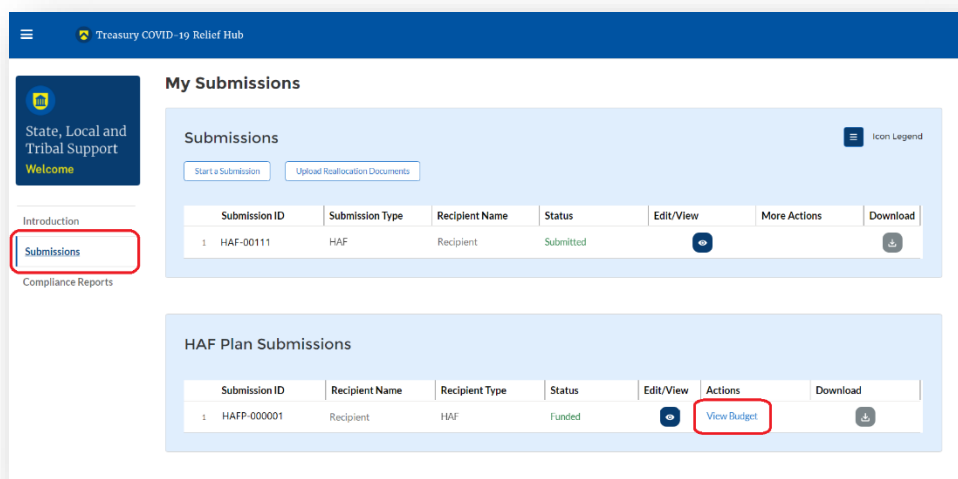 Treasury COVID-19 Relief Hub
State, Local and
Tribal Support
Welcome
Introduction
Submissions
Compliance Reports
My Submissions
Submissions
Icon Legend
Start a Submission Upload Reallocation Documents
Submission ID Submission Type Recipient Name Status Edit/View More Actions Download
1 HAF-00111 HAF Recipient Submitted
HAF Plan Submissions
Submission ID Recipient Name Recipient Type Status Edit/View Actions Download
1 HAFP-000001 Recipient HAF Funded View Budget